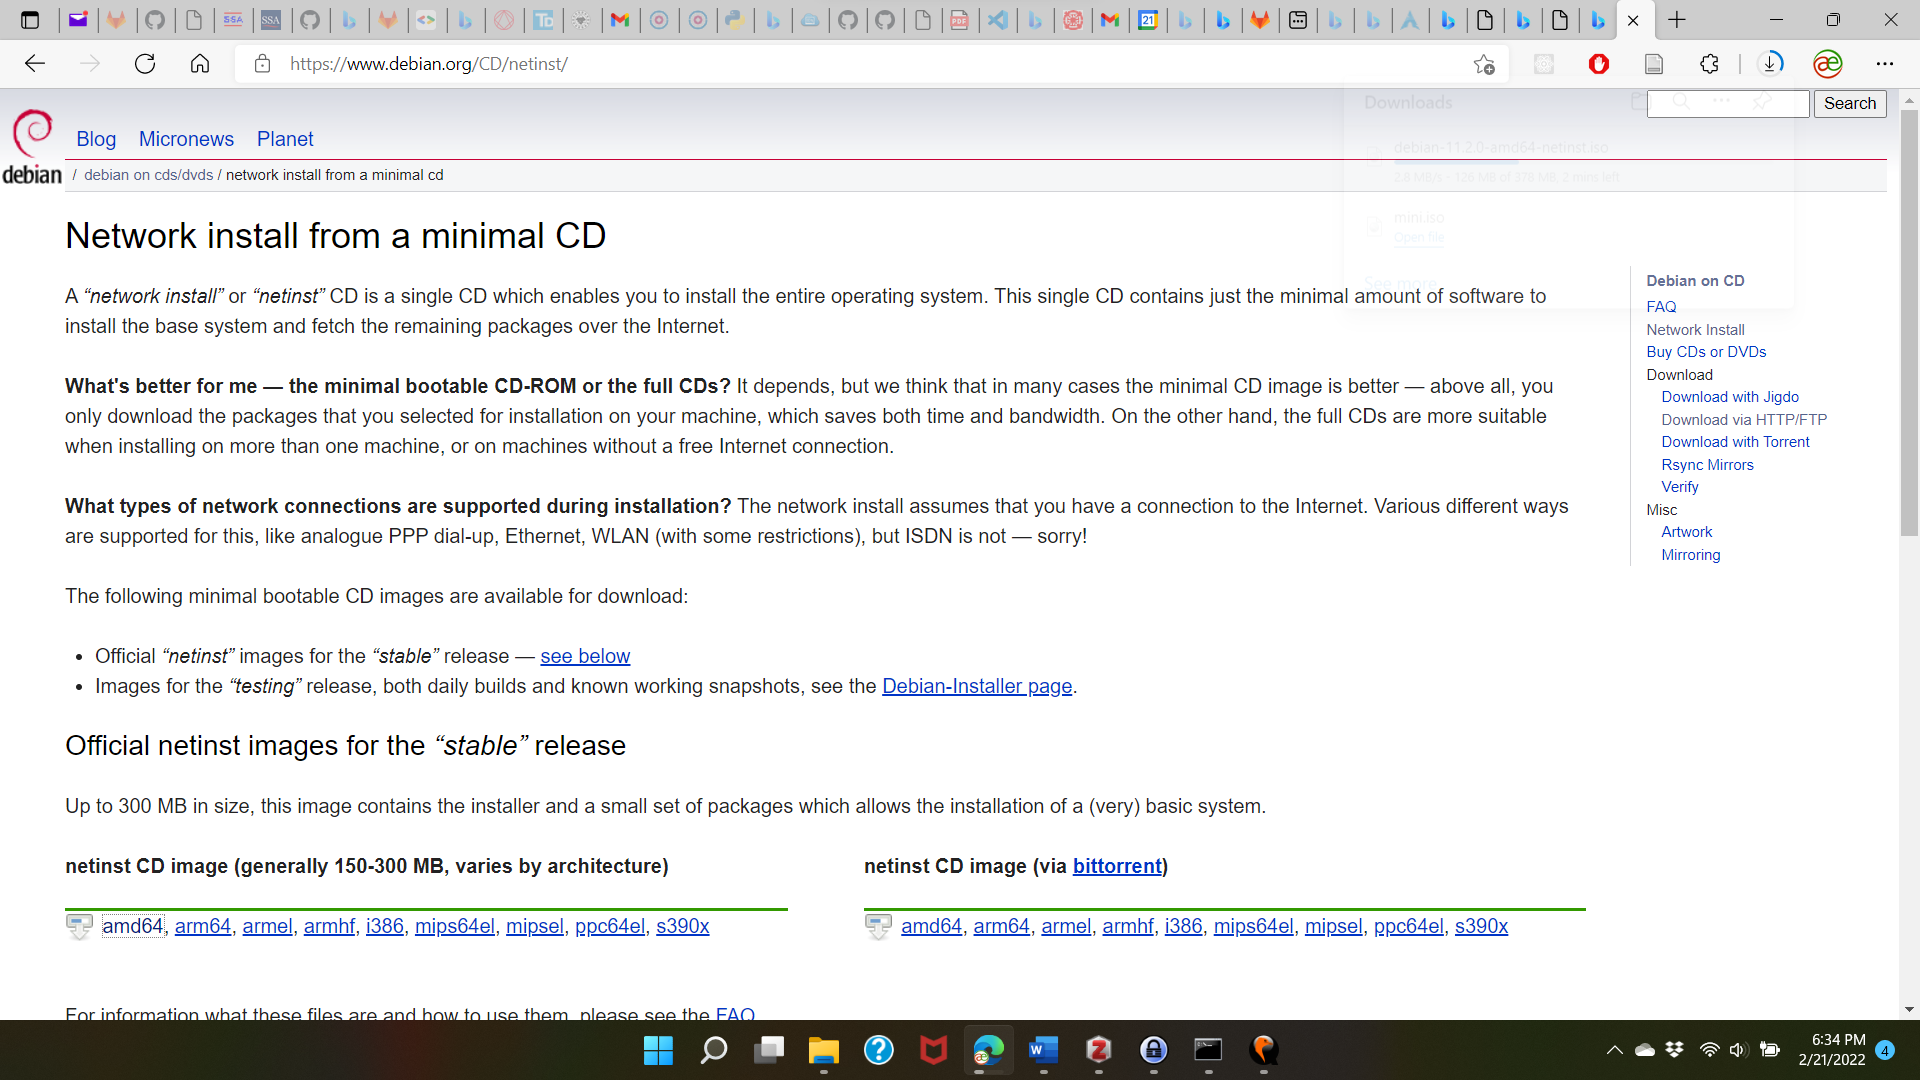 https://www.debian.org/CD/netinst/
Downloads
Search
debian
Blog Micronews Planet
/ debian on cds/dvds / network install from a minimal cd
debian-11.2.0-amd64-netinst.iso
2.8 MB/s - 126 MB of 378 MB, 2 mins left
mini.iso
Open file
See more
Network install from a minimal CD
A “network install” or “netinst” CD is a single CD which enables you to install the entire operating system. This single CD contains just the minimal amount of software to
install the base system and fetch the remaining packages over the Internet.
What's better for me — the minimal bootable CD-ROM or the full CDs? It depends, but we think that in many cases the minimal CD image is better — above all, you
only download the packages that you selected for installation on your machine, which saves both time and bandwidth. On the other hand, the full CDs are more suitable
when installing on more than one machine, or on machines without a free Internet connection.
What types of network connections are supported during installation? The network install assumes that you have a connection to the Internet. Various different ways
are supported for this, like analogue PPP dial-up, Ethernet, WLAN (with some restrictions), but ISDN is not — sorry!
The following minimal bootable CD images are available for download:
• Official “netinst” images for the “stable” release — see below
• Images for the “testing” release, both daily builds and known working snapshots, see the Debian-Installer page.
Official netinst images for the “stable” release
Up to 300 MB in size, this image contains the installer and a small set of packages which allows the installation of a (very) basic system.
netinst CD image (generally 150-300 MB, varies by architecture)
amd64, arm64, armel, armhf, i386, mips64el, mipsel, ppc64el, s390x
netinst CD image (via bittorrent)
amd64, arm64, armel, armhf, i386, mips64el, mipsel, ppc64el, s390x
For information what these files are and how to use them, please see the FAQ
Debian on CD
FAQ
Network Install
Buy CDs or DVDs
Download
Download with Jigdo
Download via HTTP/FTP
Download with Torrent
Rsync Mirrors
Verify
Misc
Artwork
Mirroring
6:34 PM
2/21/2022
4